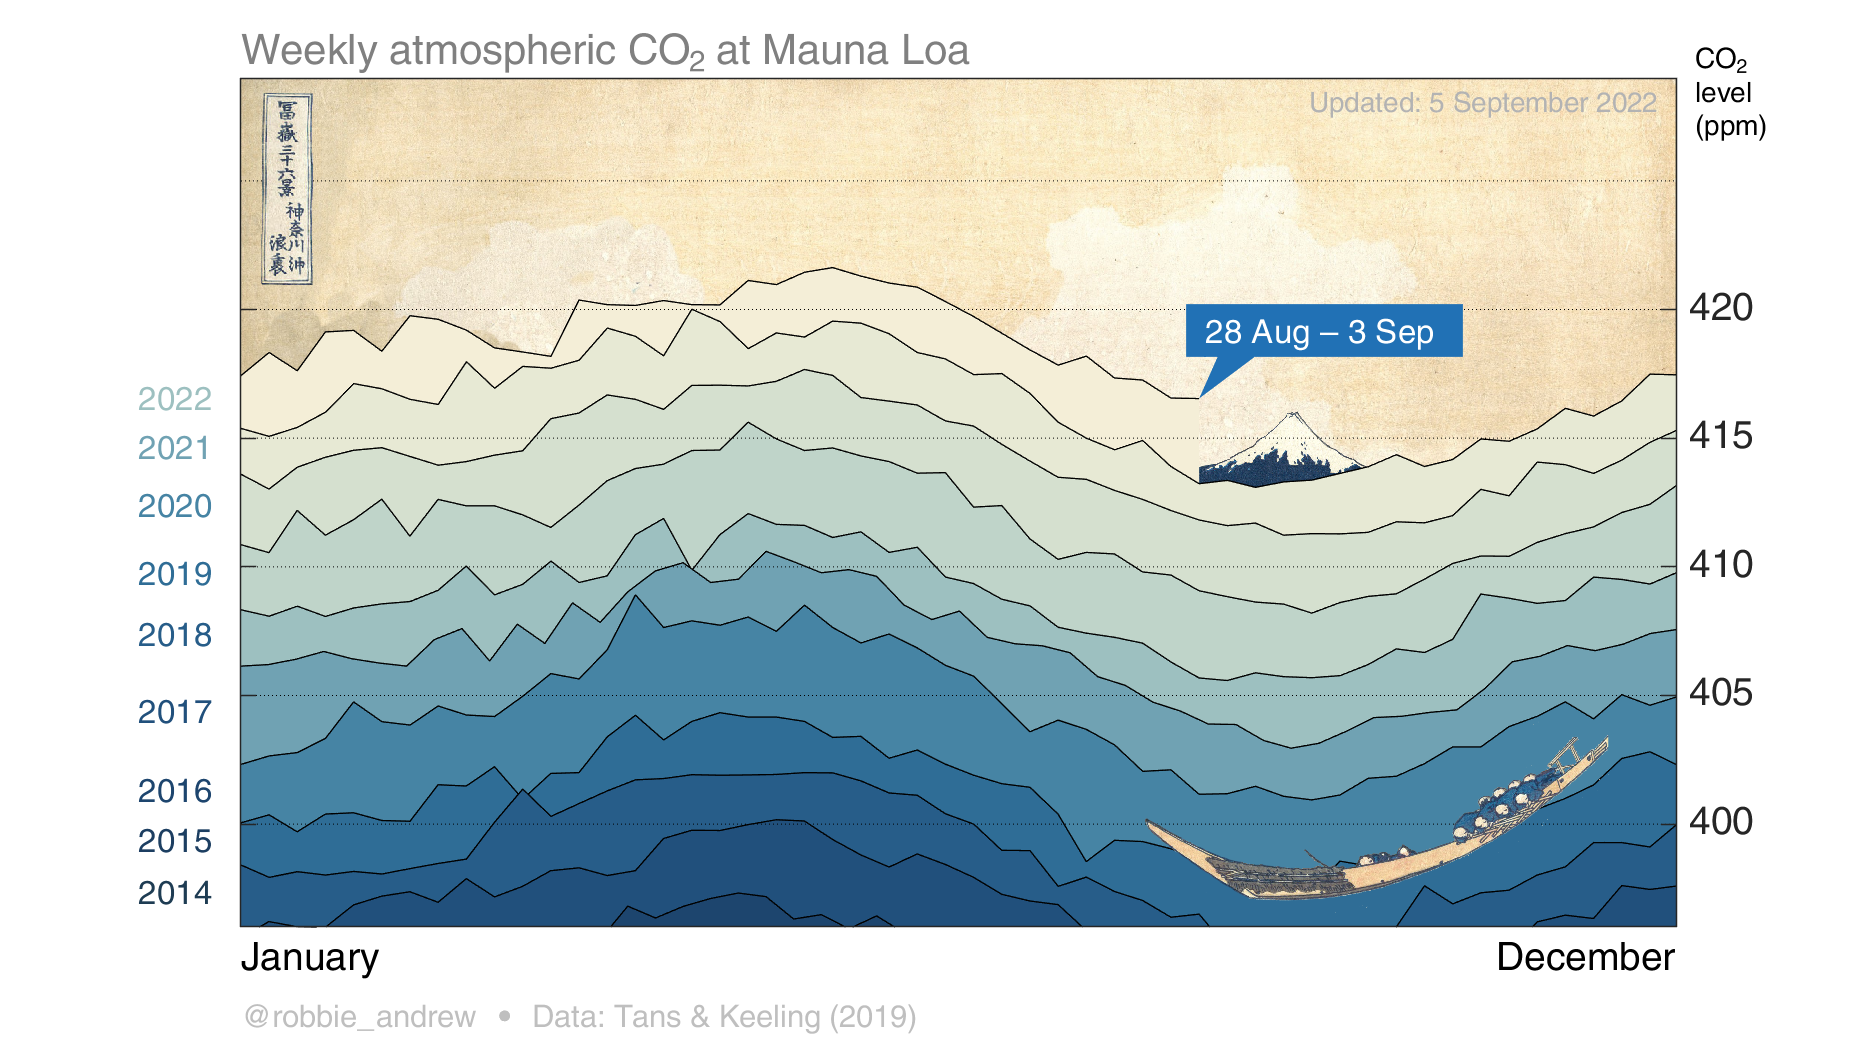 Weekly atmospheric CO₂ at Mauna Loa
CO₂
level
(ppm)
Updated: 5 September 2022
冨嶽三十六景
神奈川沖
浪裏
28 Aug – 3 Sep
420
415
410
405
400
2022
2021
2020
2019
2018
2017
2016
2015
2014
January
December
@robbie_andrew • Data: Tans & Keeling (2019)